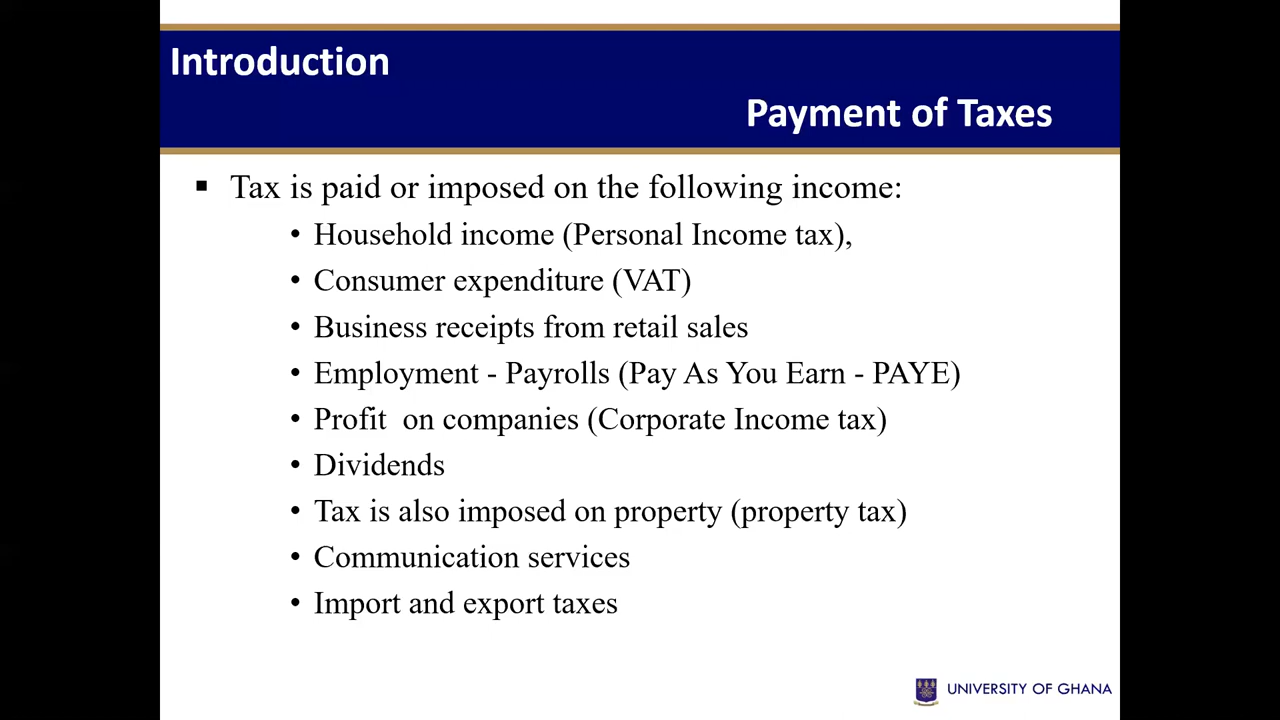 Introduction
Payment of Taxes
▪ Tax is paid or imposed on the following income:
• Household income (Personal Income tax),
• Consumer expenditure (VAT)
• Business receipts from retail sales
• Employment - Payrolls (Pay As You Earn - PAYE)
• Profit  on companies (Corporate Income tax)
• Dividends
• Tax is also imposed on property (property tax)
• Communication services
• Import and export taxes
UNIVERSITY OF GHANA